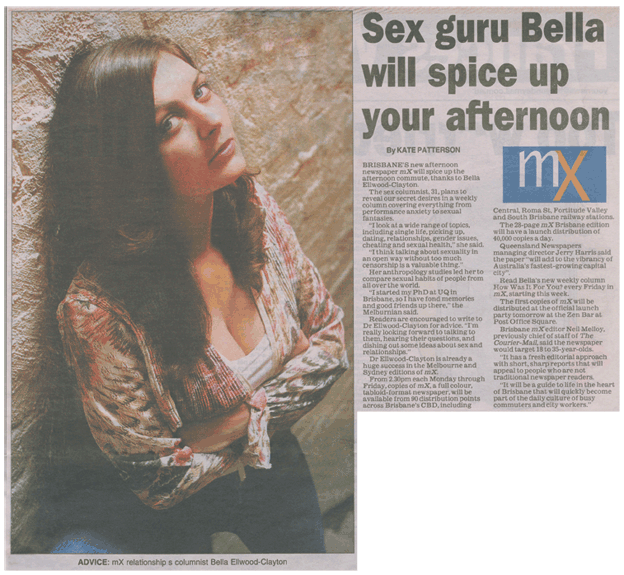 Sex guru Bella
will spice up
your afternoon
By KATE PATTERSON
BRISBANE'S new afternoon
newspaper mX will spice up the
afternoon commute, thanks to Bella
Ellwood-Clayton.
The sex columnist, 31, plans to
reveal our secret desires in a weekly
column covering everything from
performance anxiety to sexual
fantasies.
"I look at a wide range of topics,
including single life, picking up,
dating, relationships, gender issues,
cheating and sexual health," she said.
"I think talking about sexuality in
an open way without too much
censorship is a valuable thing."
Her anthropology studies led her to
compare sexual habits of people from
all over the world.
"I started my PhD at UQ in
Brisbane, so I have fond memories
and good friends up there," the
Melburnian said.
Readers are encouraged to write to
Dr Ellwood-Clayton for advice. "I'm
really looking forward to talking to
them, hearing their questions, and
dishing out some ideas about sex and
relationships."
Dr Ellwood-Clayton is already a
huge success in the Melbourne and
Sydney editions of mX.
From 2.30pm each Monday through
Friday, copies of mX, a full colour,
tabloid-format newspaper, will be
available from 90 distribution points
across Brisbane's CBD, including
mX
Central, Roma St, Fortitude Valley
and South Brisbane railway stations.
The 28-page mX Brisbane edition
will have a launch distribution of
40,000 copies a day.
Queensland Newspapers
managing director Jerry Harris said
the paper "will add to the vibrancy of
Australia's fastest-growing capital
city".
Read Bella's new weekly column
How Was It For You? every Friday in
mX, starting this week.
The first copies of mX will be
distributed at the official launch
party tomorrow at the Zen Bar at
Post Office Square.
Brisbane mX editor Neil Melloy,
previously chief of staff of The
Courier-Mail, said the newspaper
would target 18 to 35-year-olds.
"It has a fresh editorial approach
with short, sharp reports that will
appeal to people who are not
traditional newspaper readers.
"It will be a guide to life in the heart
of Brisbane that will quickly become
part of the daily culture of busy
commuters and city workers."
ADVICE: mX relationship s columnist Bella Ellwood-Clayton